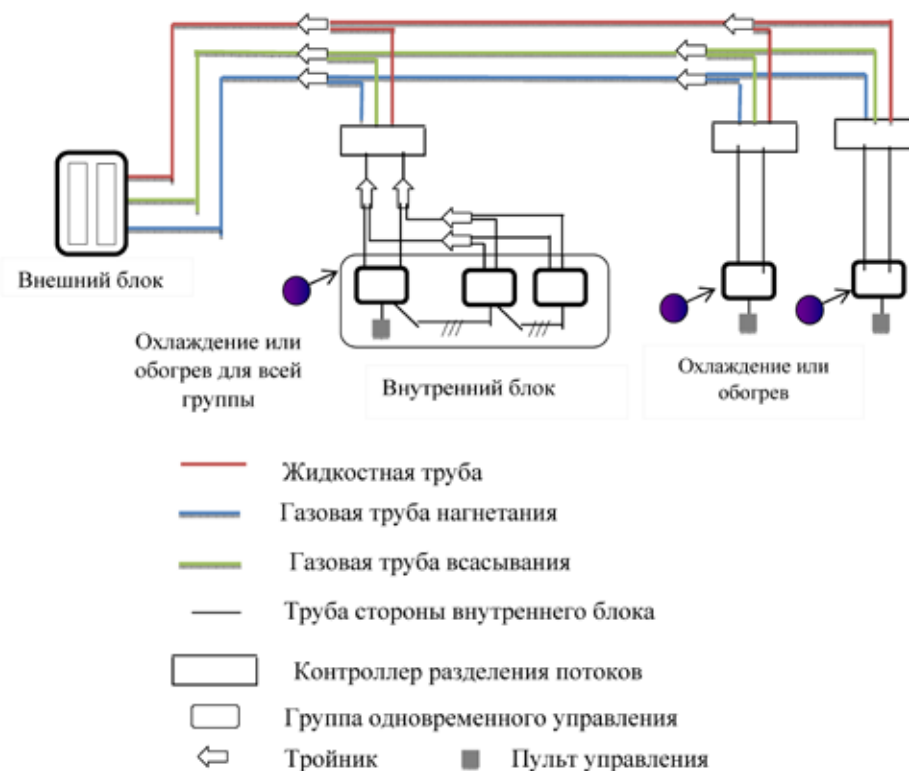 Внешний блок
Охлаждение или
обогрев для всей
группы
Внутренний блок
Охлаждение или
обогрев
Жидкостная труба
Газовая труба нагнетания
Газовая труба всасывания
Труба стороны внутреннего блока
Контроллер разделения потоков
Группа одновременного управления
Тройник
Пульт управления